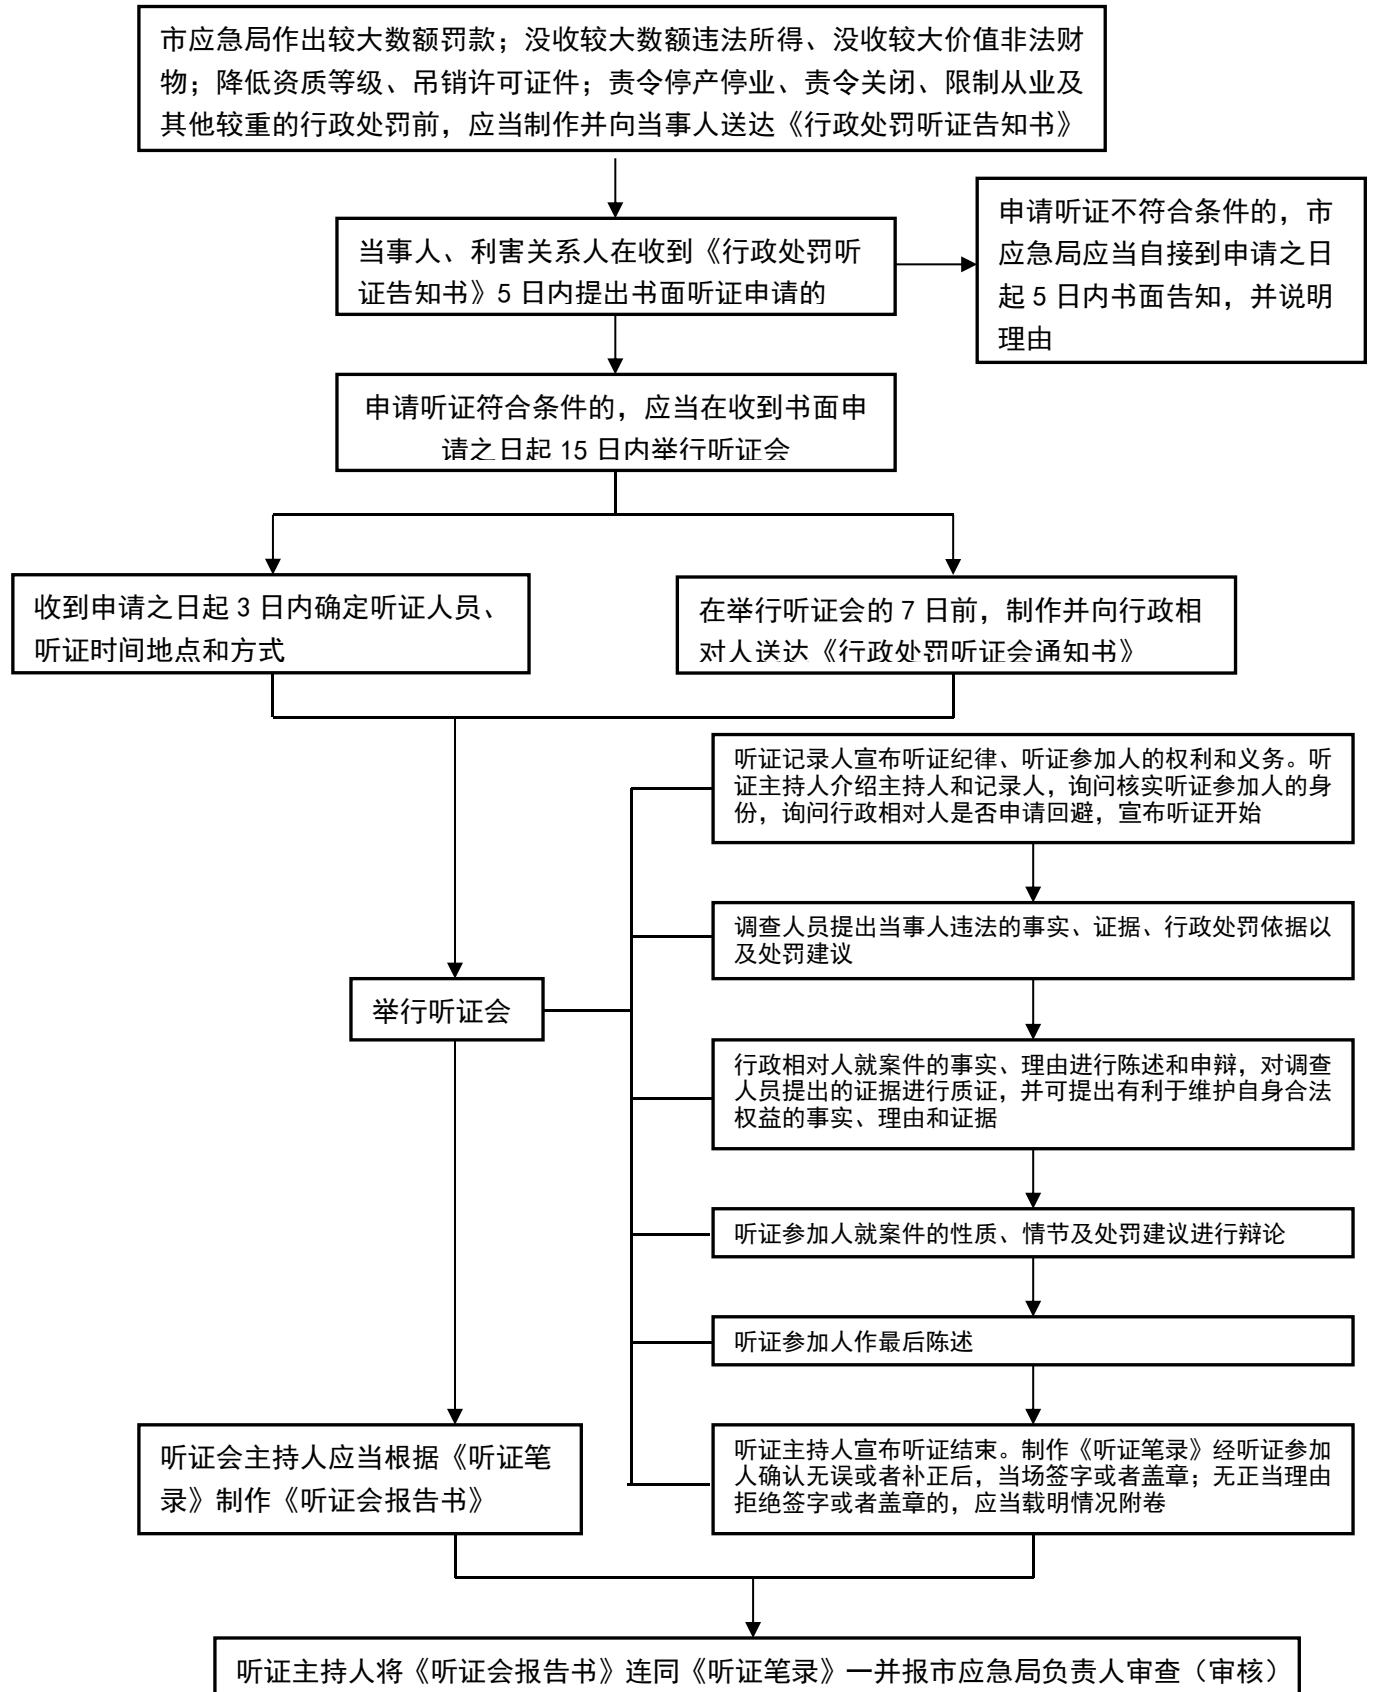 市应急局作出较大数额罚款；没收较大数额违法所得、没收较大价值非法财
物；降低资质等级、吊销许可证件；责令停产停业、责令关闭、限制从业及
其他较重的行政处罚前，应当制作并向当事人送达《行政处罚听证告知书》
当事人、利害关系人在收到《行政处罚听
证告知书》5 日内提出书面听证申请的
申请听证不符合条件的，市
应急局应当自接到申请之日
起 5 日内书面告知，并说明
理由
申请听证符合条件的，应当在收到书面申
请之日起 15 日内举行听证会
收到申请之日起 3 日内确定听证人员、
听证时间地点和方式
在举行听证会的 7 日前，制作并向行政相
对人送达《行政处罚听证会通知书》
听证记录人宣布听证纪律、听证参加人的权利和义务。听
证主持人介绍主持人和记录人，询问核实听证参加人的身
份，询问行政相对人是否申请回避，宣布听证开始
调查人员提出当事人违法的事实、证据、行政处罚依据以
及处罚建议
举行听证会
行政相对人就案件的事实、理由进行陈述和申辩，对调查
人员提出的证据进行质证，并可提出有利于维护自身合法
权益的事实、理由和证据
听证参加人就案件的性质、情节及处罚建议进行辩论
听证参加人作最后陈述
听证会主持人应当根据《听证笔
录》制作《听证会报告书》
听证主持人宣布听证结束。制作《听证笔录》经听证参加
人确认无误或者补正后，当场签字或者盖章；无正当理由
拒绝签字或者盖章的，应当载明情况附卷
听证主持人将《听证会报告书》连同《听证笔录》一并报市应急局负责人审查（审核）